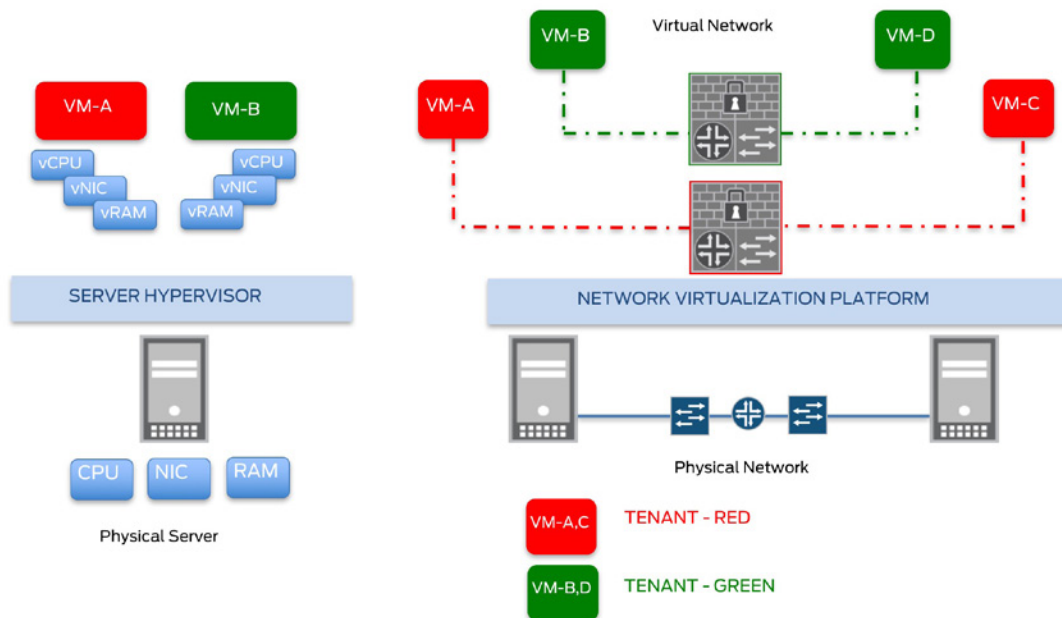 VM-A
VM-B
vCPU
vNIC
vRAM
vCPU
vNIC
vRAM
SERVER HYPERVISOR
CPU
NIC
RAM
Physical Server
VM-B
Virtual Network
VM-D
VM-A
VM-C
NETWORK VIRTUALIZATION PLATFORM
Physical Network
VM-A,C
TENANT - RED
VM-B,D
TENANT - GREEN